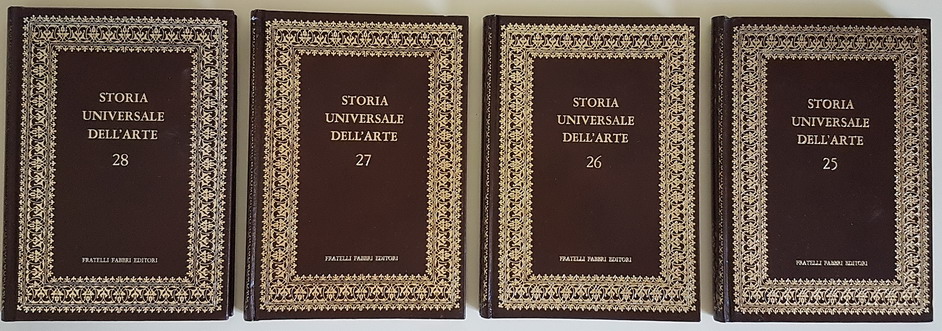 STORIA
UNIVERSALE
DELL'ARTE
28
FRATELLI FABBRI EDITORI
STORIA
UNIVERSALE
DELL'ARTE
27
FRATELLI FABBRI EDITORI
STORIA
UNIVERSALE
DELL'ARTE
26
FRATELLI FABBRI EDITORI
STORIA
UNIVERSALE
DELL'ARTE
25
FRATELLI FABBRI EDITORI